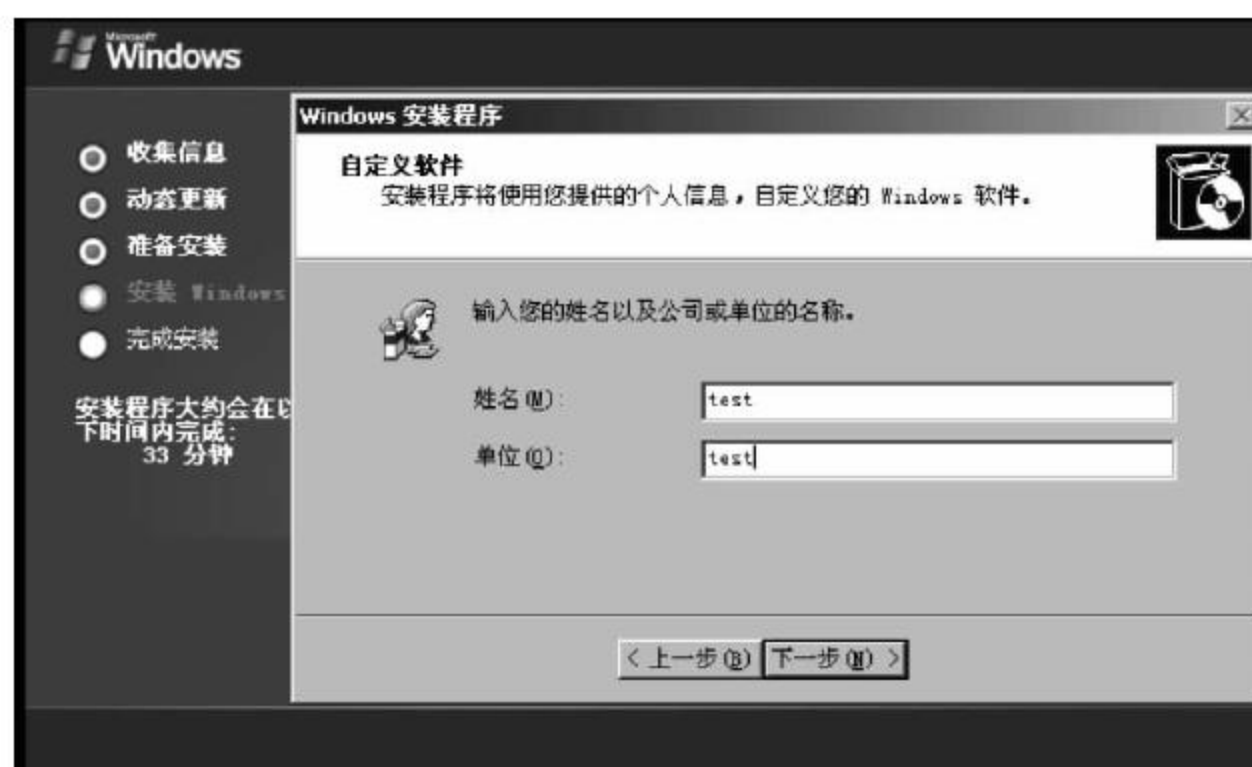 Microsoft
Windows
收集信息
动态更新
准备安装
安装 Windows
完成安装
安装程序大约会在以
下时间内完成:
33 分钟
Windows 安装程序
自定义软件
安装程序将使用您提供的个人信息，自定义您的 Windows 软件。
输入您的姓名以及公司或单位的名称。
姓名(M): test
单位(O): test
< 上一步(B) 下一步(N) >